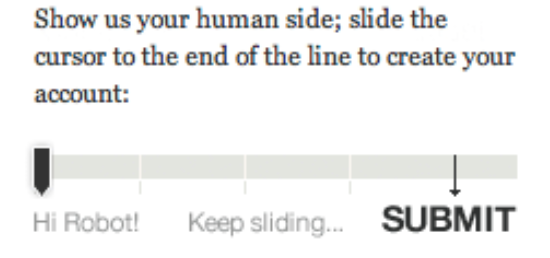 Show us your human side; slide the
cursor to the end of the line to create your
account:
Hi Robot! Keep sliding... SUBMIT